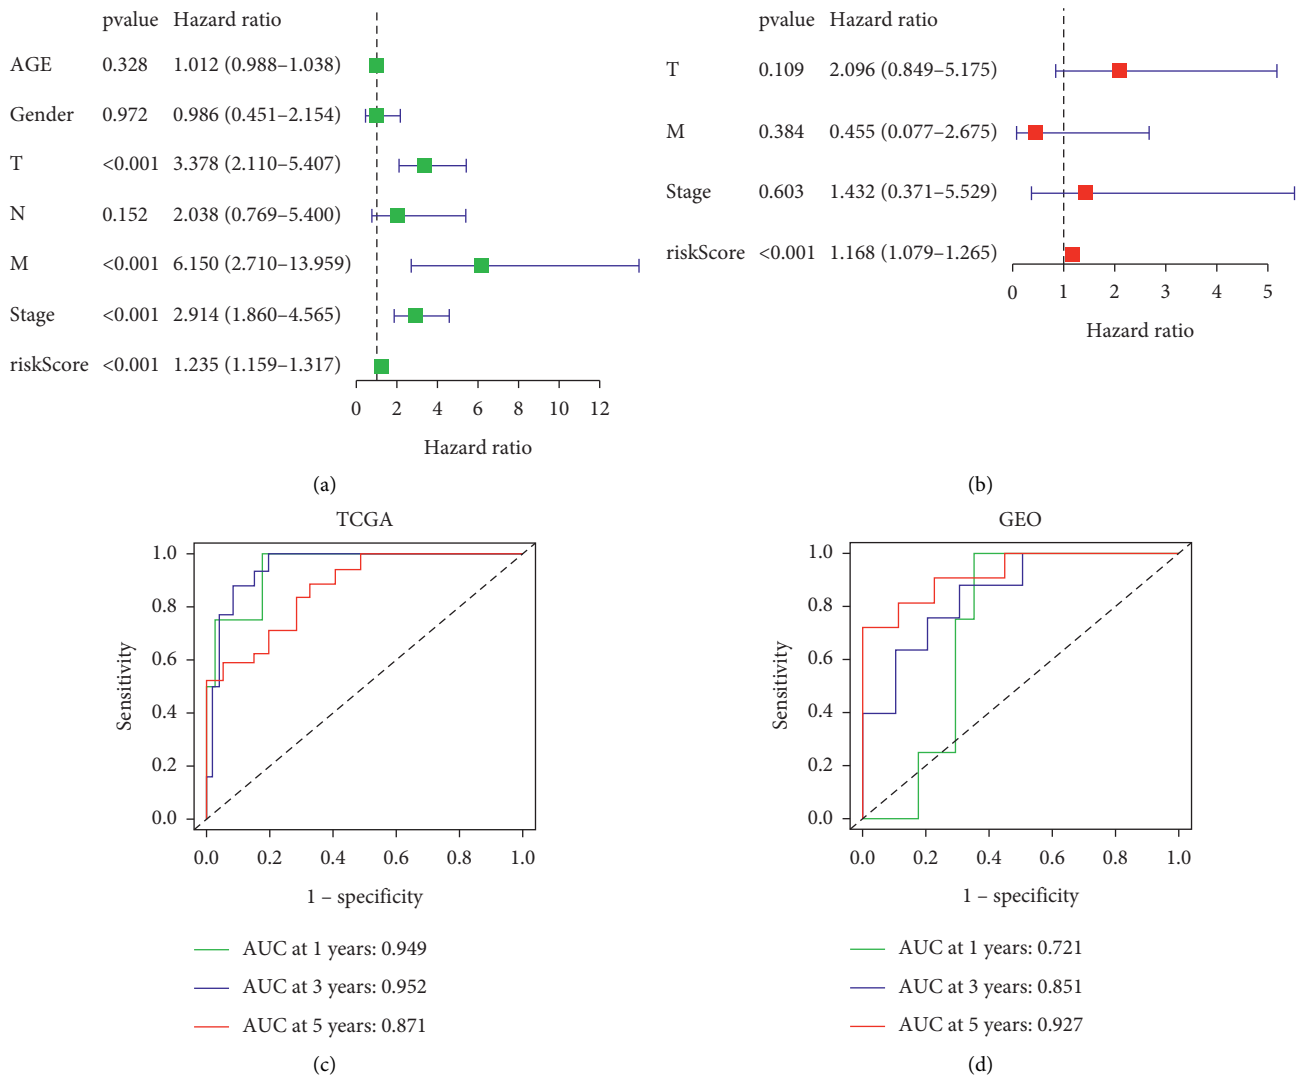 pvalue Hazard ratio
AGE 0.328 1.012 (0.988–1.038)
Gender 0.972 0.986 (0.451–2.154)
T <0.001 3.378 (2.110–5.407)
N 0.152 2.038 (0.769–5.400)
M <0.001 6.150 (2.710–13.959)
Stage <0.001 2.914 (1.860–4.565)
riskScore <0.001 1.235 (1.159–1.317)
0 2 4 6 8 10 12
Hazard ratio
(a)
pvalue Hazard ratio
T 0.109 2.096 (0.849–5.175)
M 0.384 0.455 (0.077–2.675)
Stage 0.603 1.432 (0.371–5.529)
riskScore <0.001 1.168 (1.079–1.265)
0 1 2 3 4 5
Hazard ratio
(b)
TCGA
Sensitivity
1.0
0.8
0.6
0.4
0.2
0.0
0.0 0.2 0.4 0.6 0.8 1.0
1 – specificity
AUC at 1 years: 0.949
AUC at 3 years: 0.952
AUC at 5 years: 0.871
(c)
GEO
Sensitivity
1.0
0.8
0.6
0.4
0.2
0.0
0.0 0.2 0.4 0.6 0.8 1.0
1 – specificity
AUC at 1 years: 0.721
AUC at 3 years: 0.851
AUC at 5 years: 0.927
(d)